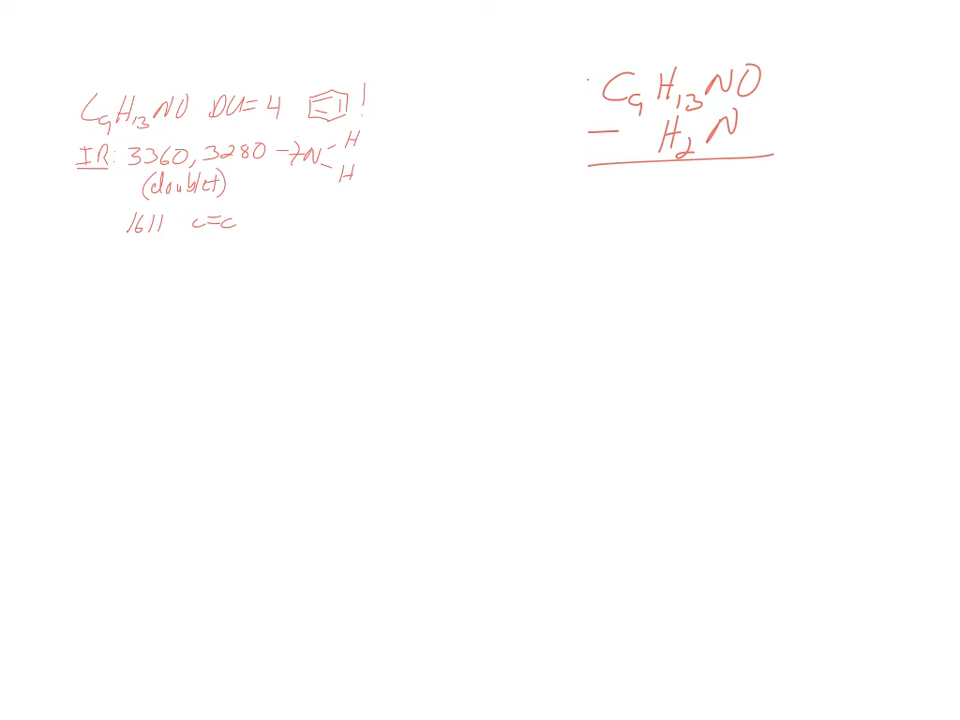 C₉H₁₃NO DU= 4 !
IR: 3360, 3280 → N H H
(doublet)
1611 C=C
C₉H₁₃NO
− H₂N